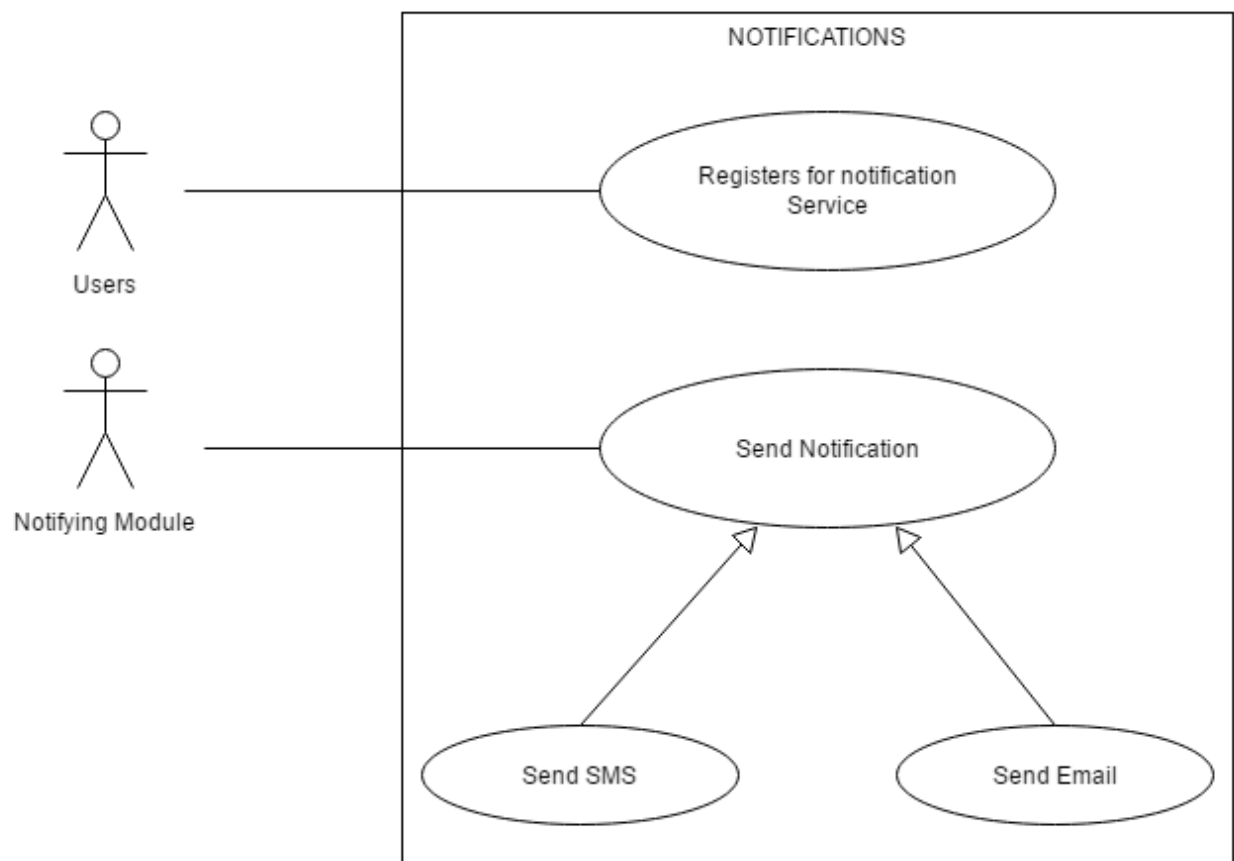 NOTIFICATIONS
Registers for notification
Service
Users
Send Notification
Notifying Module
Send SMS
Send Email